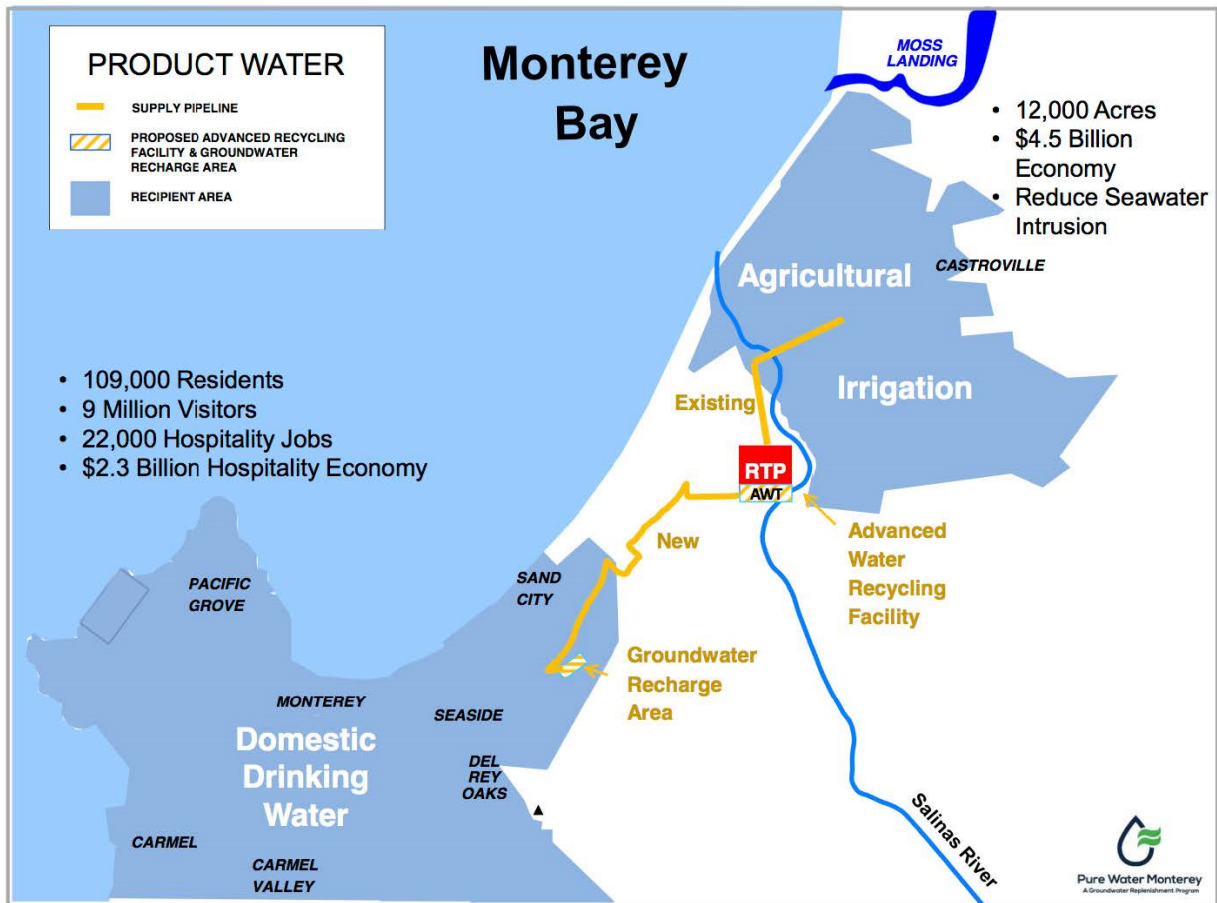 PRODUCT WATER
SUPPLY PIPELINE
PROPOSED ADVANCED RECYCLING
FACILITY & GROUNDWATER
RECHARGE AREA
RECIPIENT AREA
Monterey
Bay
MOSS
LANDING
• 12,000 Acres
• $4.5 Billion
Economy
• Reduce Seawater
Intrusion
CASTROVILLE
Agricultural
Irrigation
• 109,000 Residents
• 9 Million Visitors
• 22,000 Hospitality Jobs
• $2.3 Billion Hospitality Economy
Existing
RTP
AWT
New
Advanced
Water
Recycling
Facility
PACIFIC
GROVE
SAND
CITY
Groundwater
Recharge
Area
MONTEREY
SEASIDE
Domestic
Drinking
Water
DEL
REY
OAKS
CARMEL
CARMEL
VALLEY
Salinas River
Pure Water Monterey
A Groundwater Replenishment Program